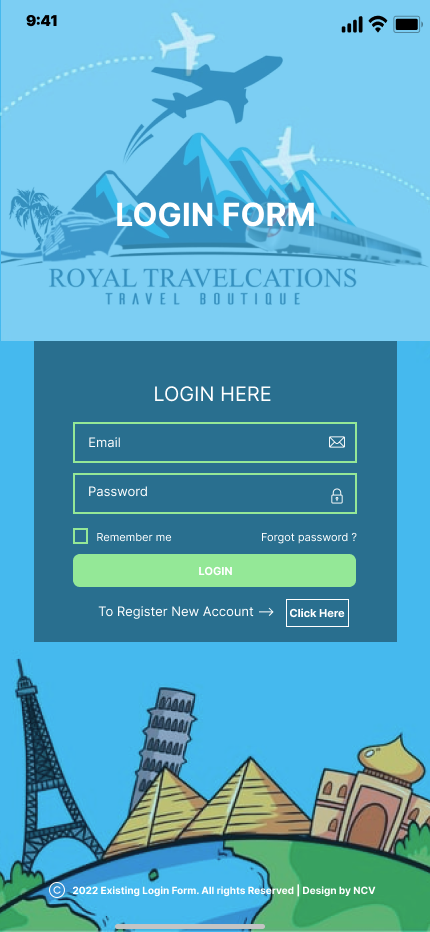 9:41
LOGIN FORM
ROYAL TRAVELCATIONS
TRAVEL BOUTIQUE
LOGIN HERE
Email
Password
Remember me Forgot password ?
LOGIN
To Register New Account → Click Here
© 2022 Existing Login Form. All rights Reserved | Design by NCV